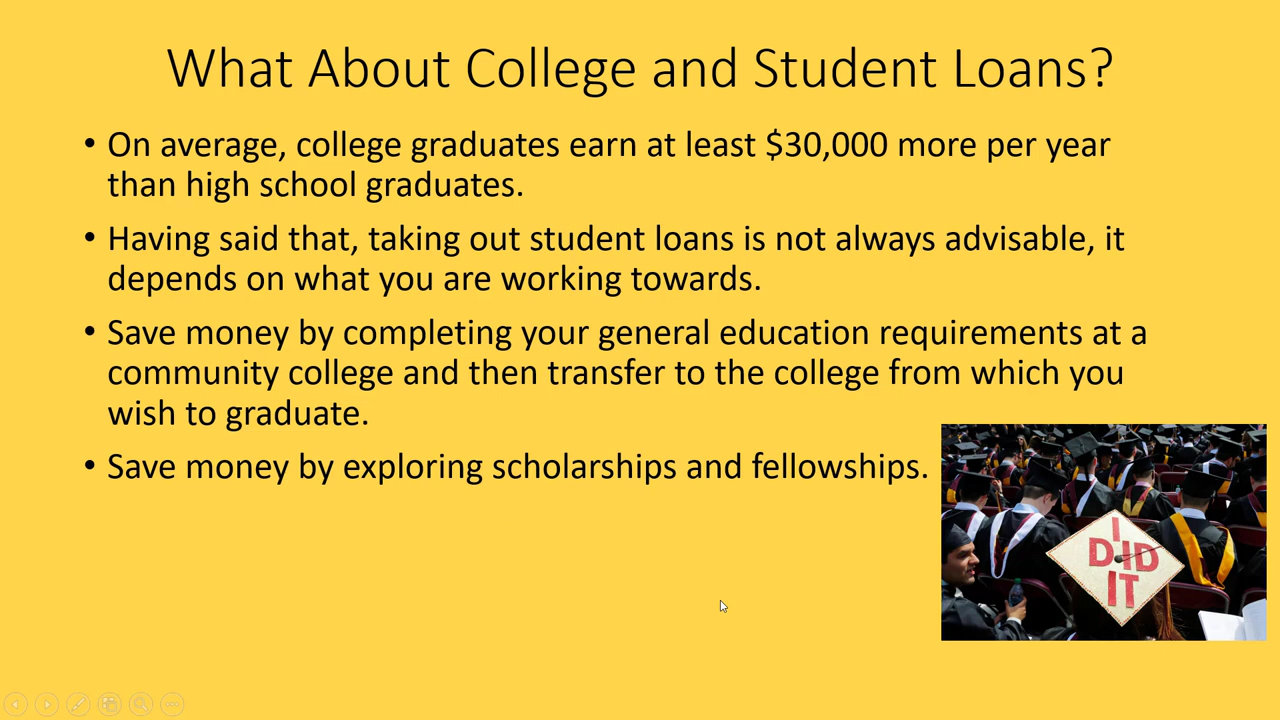 What About College and Student Loans?
• On average, college graduates earn at least $30,000 more per year
than high school graduates.
• Having said that, taking out student loans is not always advisable, it
depends on what you are working towards.
• Save money by completing your general education requirements at a
community college and then transfer to the college from which you
wish to graduate.
• Save money by exploring scholarships and fellowships.
I
DID
IT